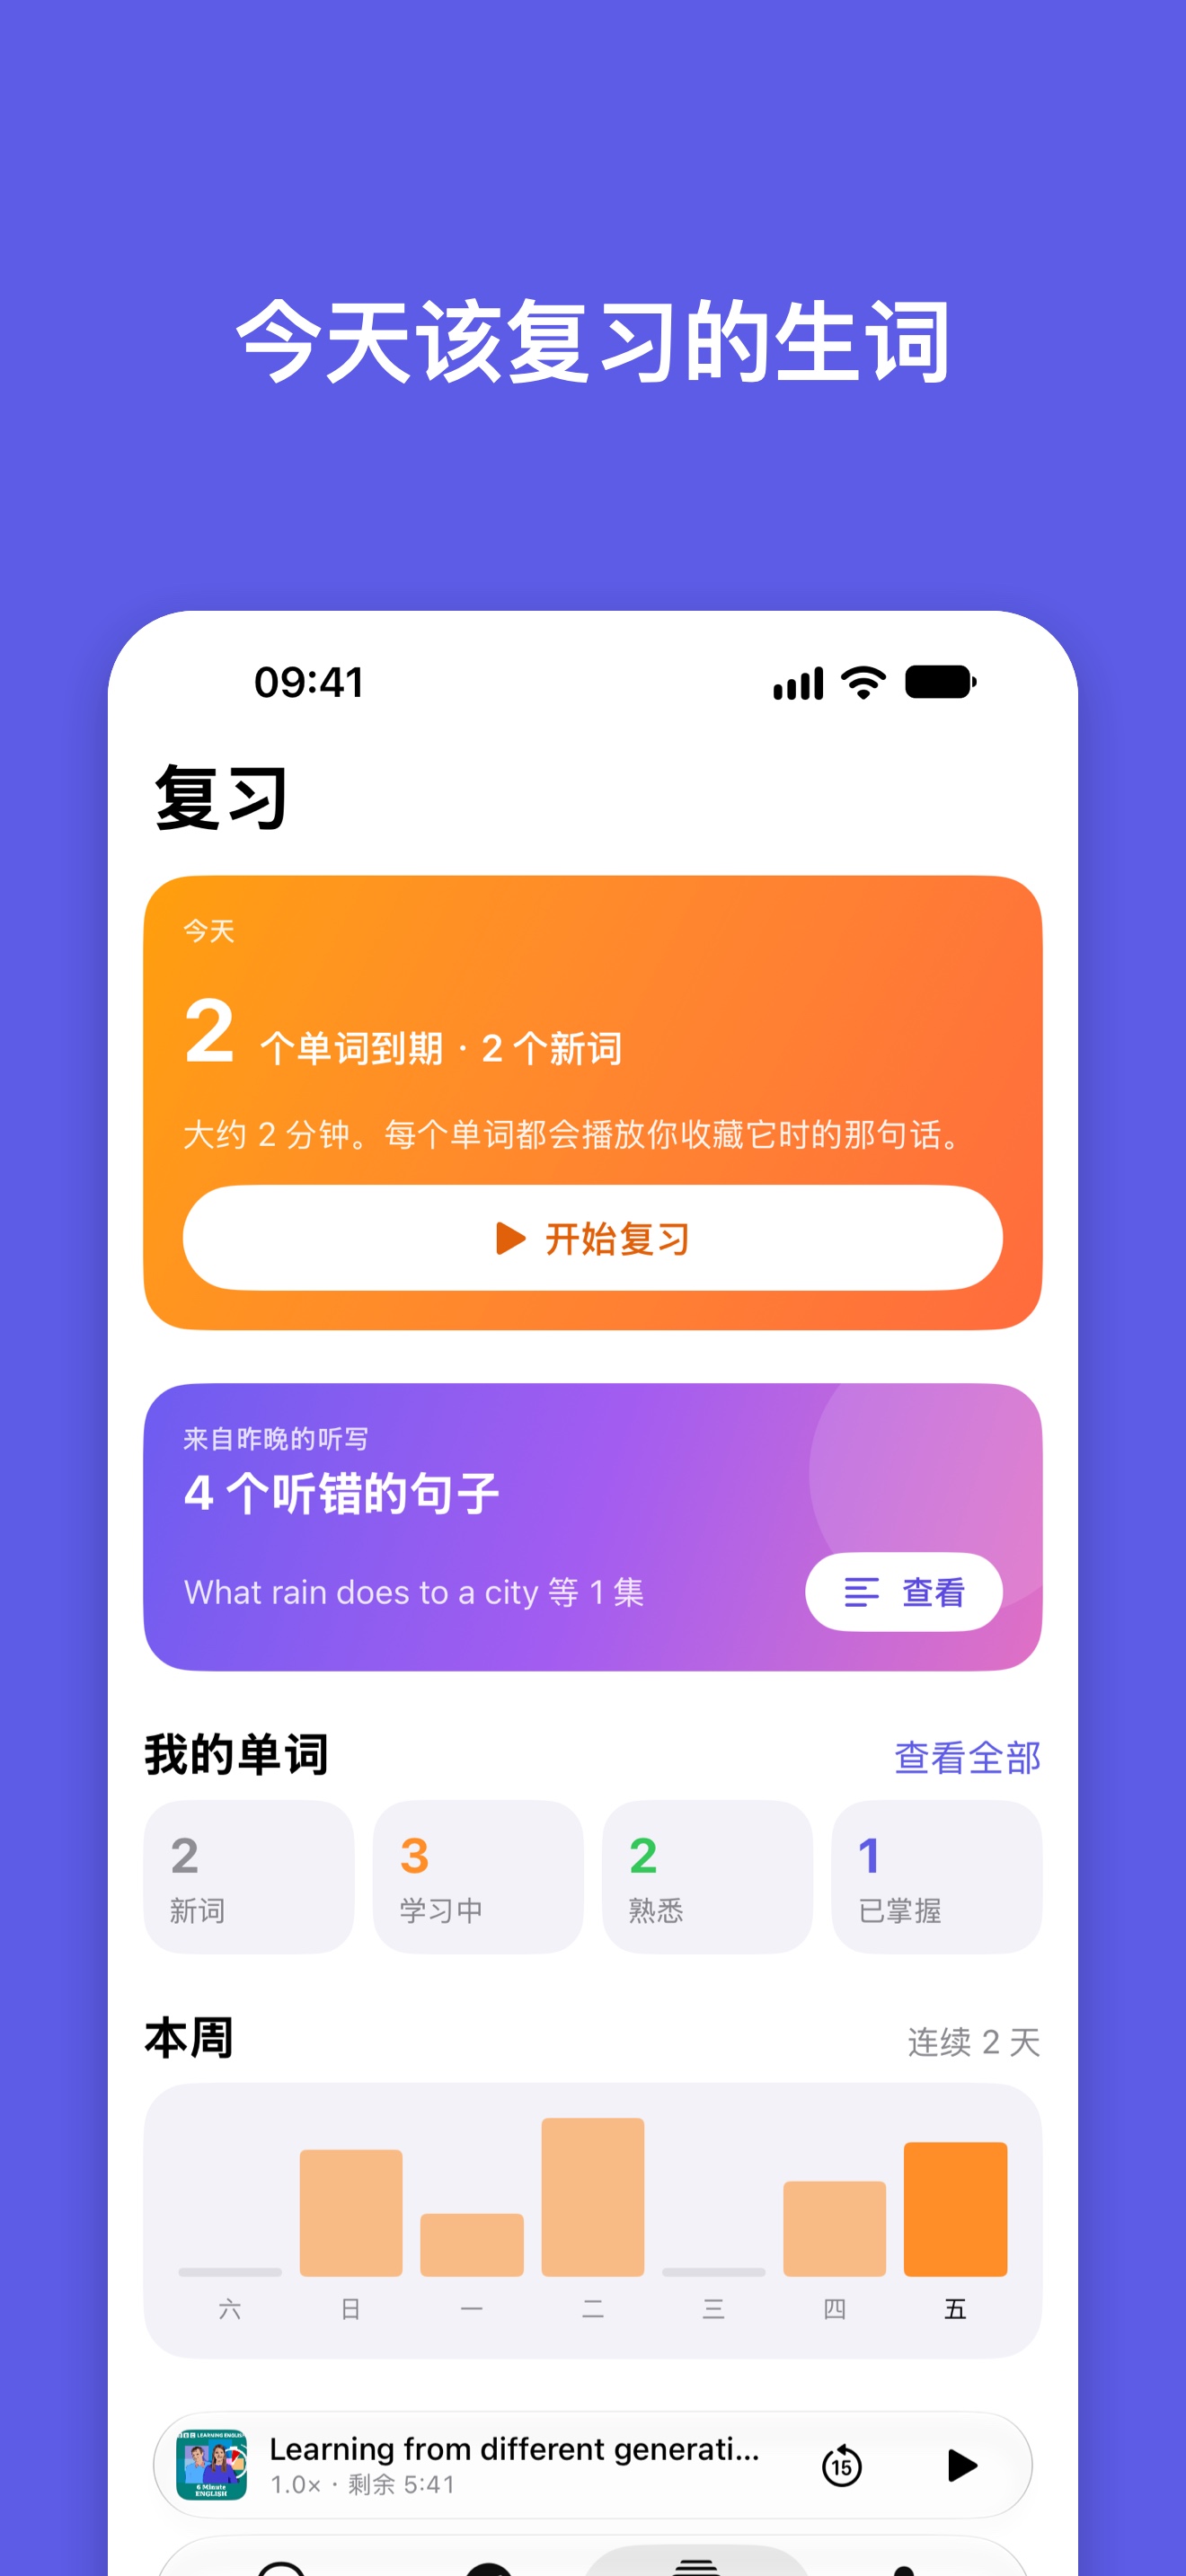 今天该复习的生词
09:41
复习
今天
2 个单词到期 · 2 个新词
大约 2 分钟。每个单词都会播放你收藏它时的那句话。
开始复习
来自昨晚的听写
4 个听错的句子
What rain does to a city 等 1 集
查看
我的单词
查看全部
2
新词
3
学习中
2
熟悉
1
已掌握
本周
连续 2 天
六 日 一 二 三 四 五
LEARNING ENGLISH
6 Minute
ENGLISH
Learning from different generati...
1.0× · 剩余 5:41
15